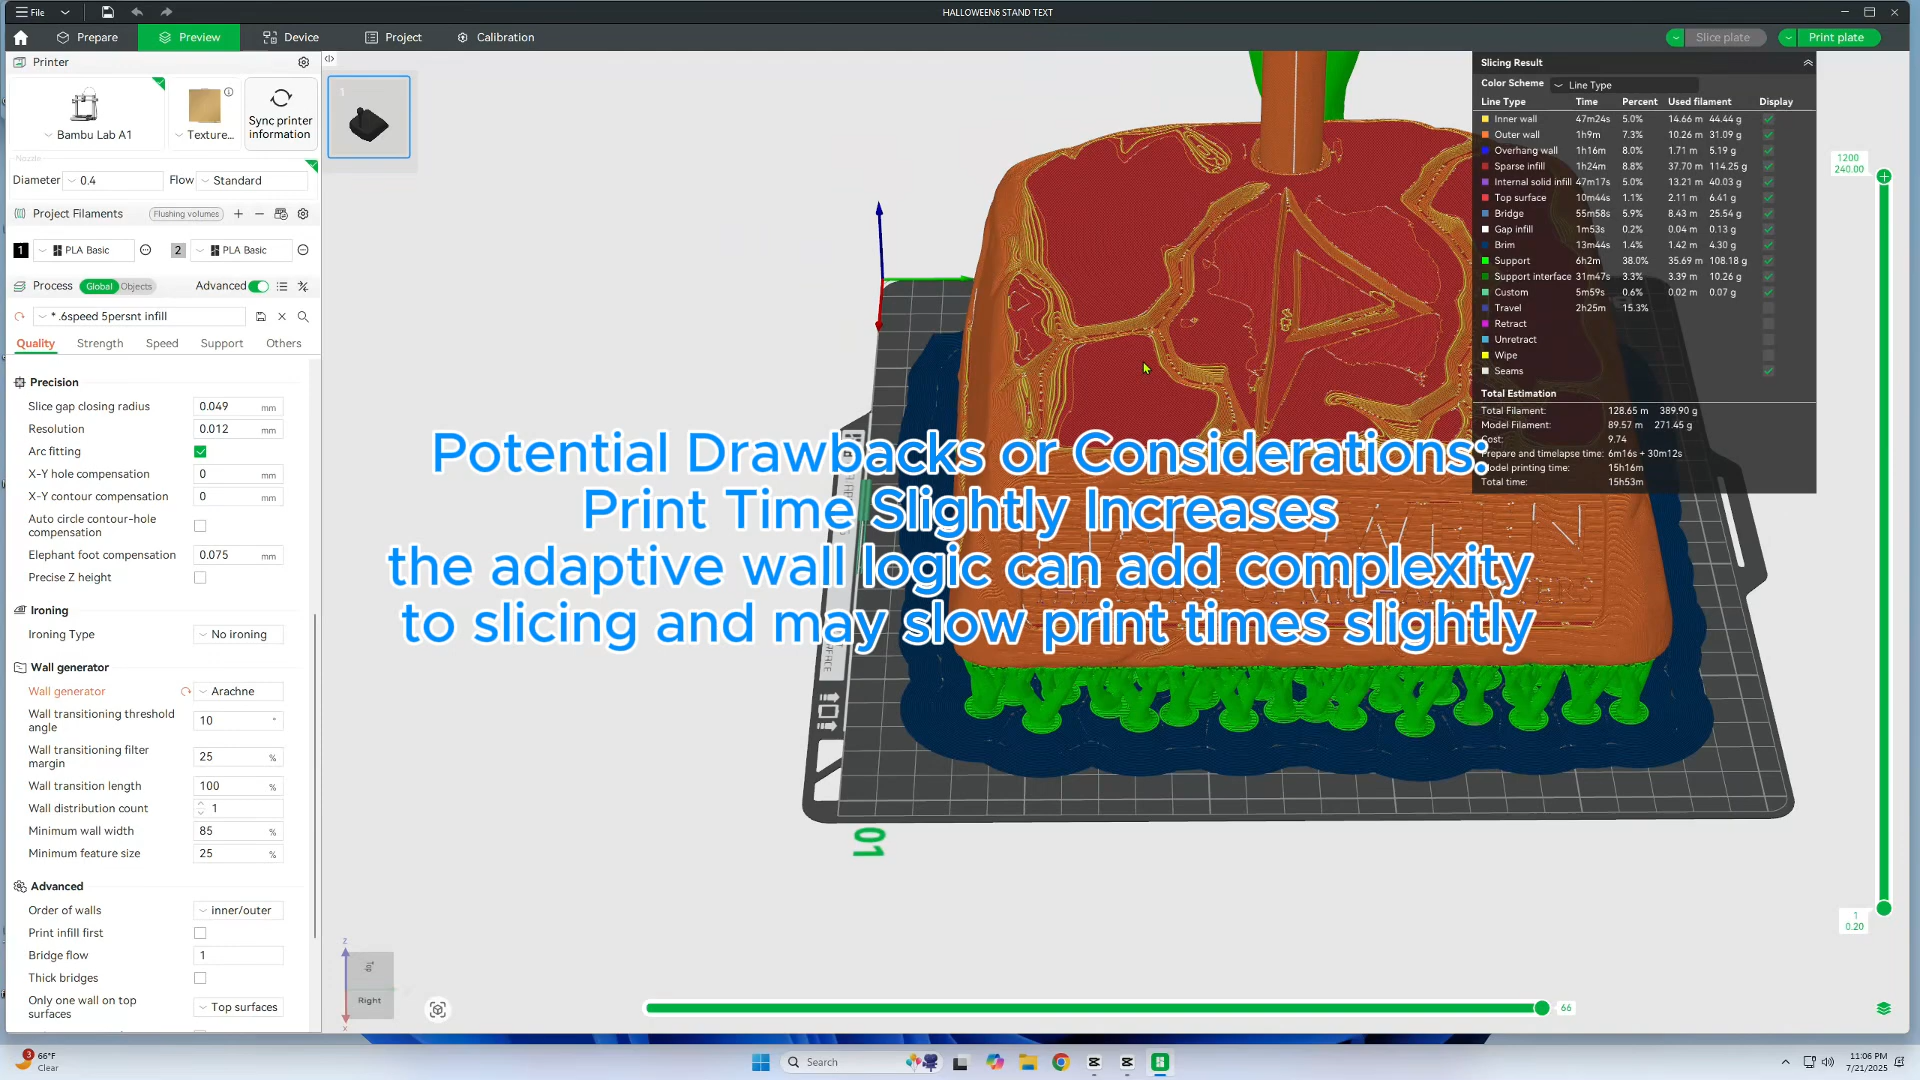 File
HALLOWEEN6 STAND TEXT
Prepare
Preview
Device
Project
Calibration
Slice plate
Print plate
Printer
Bambu Lab A1
Texture...
Sync printer
information
Nozzle
Diameter
0.4
Flow
Standard
Project Filaments
Flushing volumes
1
PLA Basic
2
PLA Basic
Process
Global
Objects
Advanced
* .6speed 5persnt infill
Quality
Strength
Speed
Support
Others
Precision
Slice gap closing radius
0.049
mm
Resolution
0.012
mm
Arc fitting
X-Y hole compensation
0
mm
X-Y contour compensation
0
mm
Auto circle contour-hole
compensation
Elephant foot compensation
0.075
mm
Precise Z height
Ironing
Ironing Type
No ironing
Wall generator
Wall generator
Arachne
Wall transitioning threshold
angle
10
°
Wall transitioning filter
margin
25
%
Wall transition length
100
%
Wall distribution count
1
Minimum wall width
85
%
Minimum feature size
25
%
Advanced
Order of walls
inner/outer
Print infill first
Bridge flow
1
Thick bridges
Only one wall on top
surfaces
Top surfaces
1
Slicing Result
Color Scheme
Line Type
Line Type Time Percent Used filament Display
Inner wall 47m24s 5.0% 14.66 m 44.44 g
Outer wall 1h9m 7.3% 10.26 m 31.09 g
Overhang wall 1h16m 8.0% 1.71 m 5.19 g
Sparse infill 1h24m 8.8% 37.70 m 114.25 g
Internal solid infill 47m17s 5.0% 13.21 m 40.03 g
Top surface 10m44s 1.1% 2.11 m 6.41 g
Bridge 55m58s 5.9% 8.43 m 25.54 g
Gap infill 1m53s 0.2% 0.04 m 0.13 g
Brim 13m44s 1.4% 1.42 m 4.30 g
Support 6h2m 38.0% 35.69 m 108.18 g
Support interface 31m47s 3.3% 3.39 m 10.26 g
Custom 5m59s 0.6% 0.02 m 0.07 g
Travel 2h25m 15.3%
Retract
Unretract
Wipe
Seams
Total Estimation
Total Filament: 128.65 m 389.90 g
Model Filament: 89.57 m 271.45 g
Cost: 9.74
Prepare and timelapse time: 6m16s + 30m12s
Model printing time: 15h16m
Total time: 15h53m
1200
240.00
1
0.20
Potential Drawbacks or Considerations:
Print Time Slightly Increases
the adaptive wall logic can add complexity
to slicing and may slow print times slightly
01
z
Top
Right
x
66
3
66°F
Clear
Search
11:06 PM
7/21/2025